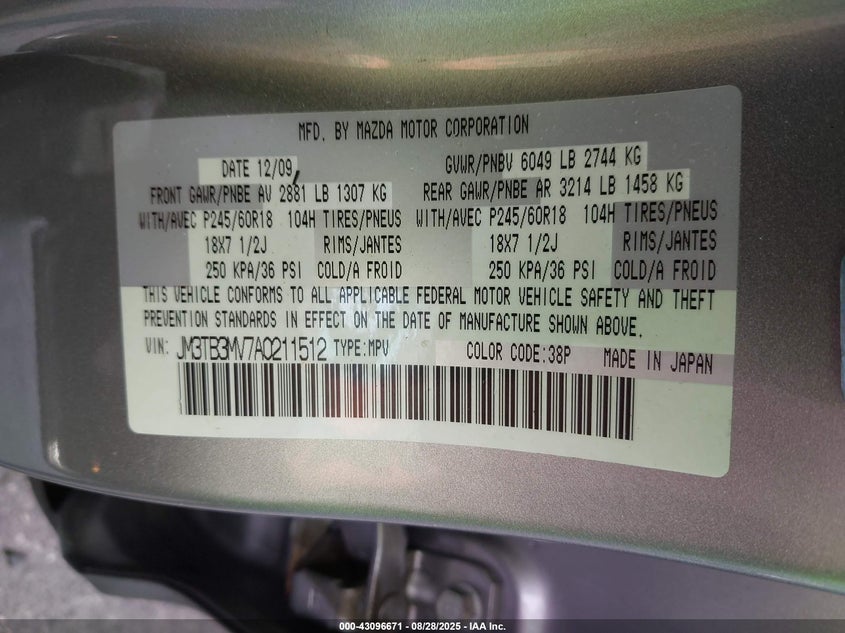 MFD. BY MAZDA MOTOR CORPORATION
DATE 12/09 GVWR/PNBV 6049 LB 2744 KG
FRONT GAWR/PNBE AV 2881 LB 1307 KG REAR GAWR/PNBE AR 3214 LB 1458 KG
WITH/AVEC P245/60R18 104H TIRES/PNEUS WITH/AVEC P245/60R18 104H TIRES/PNEUS
18X7 1/2J RIMS/JANTES 18X7 1/2J RIMS/JANTES
250 KPA/36 PSI COLD/A FROID 250 KPA/36 PSI COLD/A FROID
THIS VEHICLE CONFORMS TO ALL APPLICABLE FEDERAL MOTOR VEHICLE SAFETY AND THEFT
PREVENTION STANDARDS IN EFFECT ON THE DATE OF MANUFACTURE SHOWN ABOVE.
VIN: JM3TB3MV7A0211512 TYPE:MPV COLOR CODE:38P MADE IN JAPAN
000-43096671 - 08/28/2025 - IAA Inc.